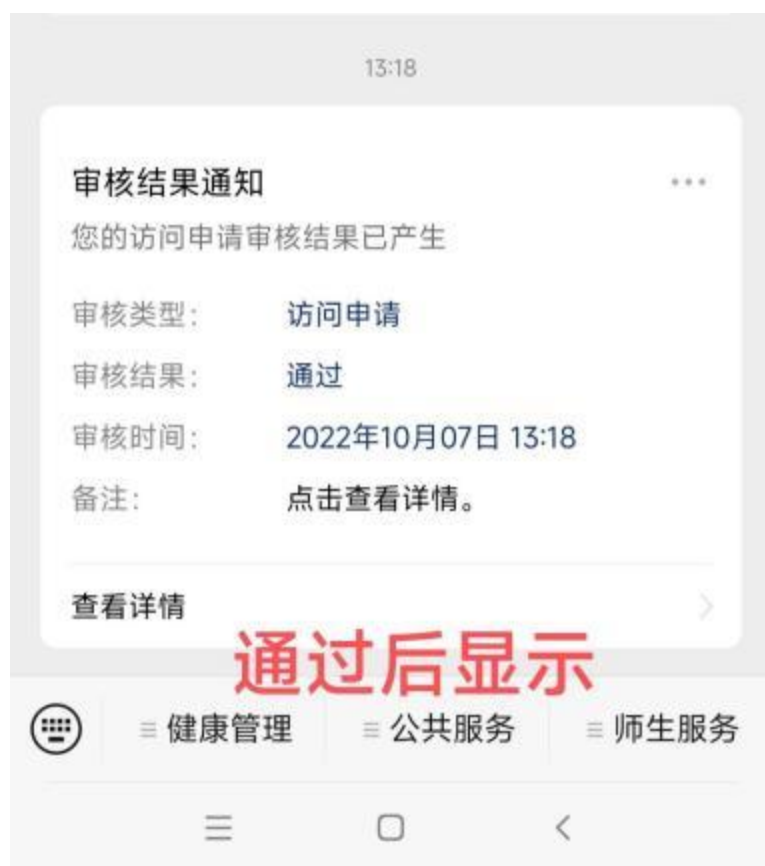 13:18
审核结果通知
您的访问申请审核结果已产生
审核类型: 访问申请
审核结果: 通过
审核时间: 2022年10月07日 13:18
备注: 点击查看详情。
查看详情
通过后显示
健康管理 公共服务 师生服务